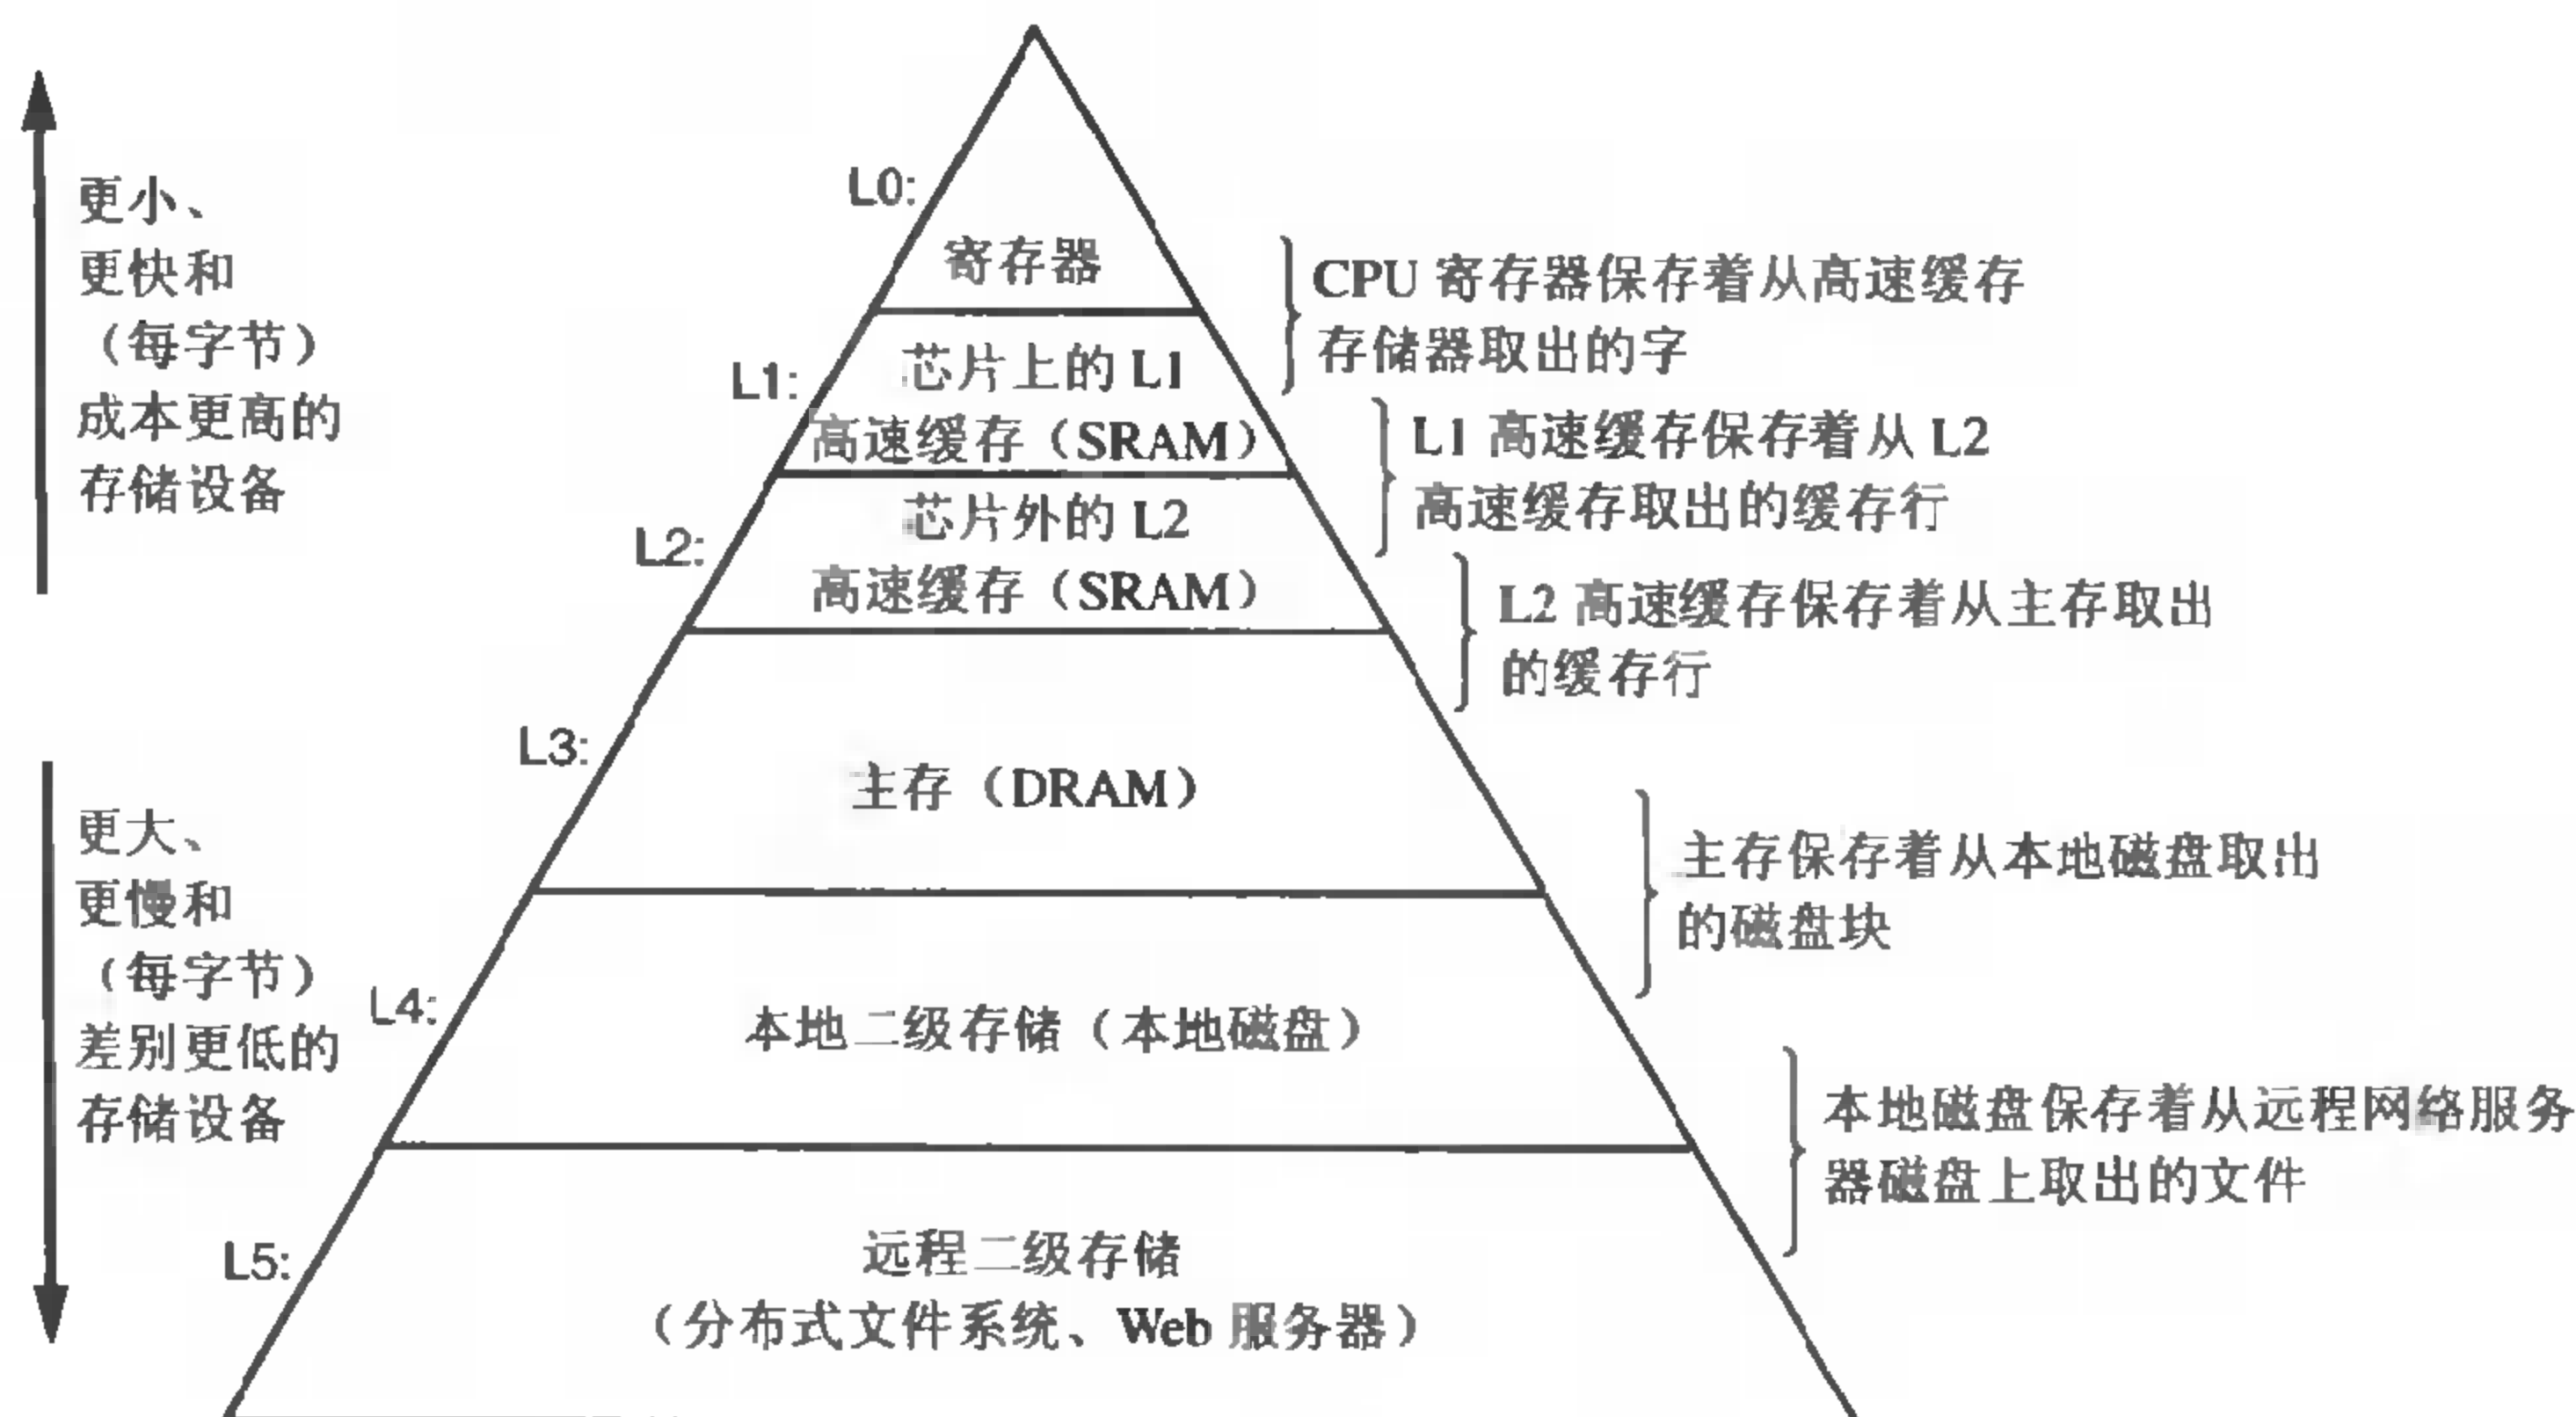 更小、
更快和
（每字节）
成本更高的
存储设备
更大、
更慢和
（每字节）
差别更低的
存储设备
L0:
寄存器
L1:
芯片上的 L1
高速缓存（SRAM）
L2:
芯片外的 L2
高速缓存（SRAM）
L3:
主存（DRAM）
L4:
本地二级存储（本地磁盘）
L5:
远程二级存储
（分布式文件系统、Web 服务器）
CPU 寄存器保存着从高速缓存
存储器取出的字
L1 高速缓存保存着从 L2
高速缓存取出的缓存行
L2 高速缓存保存着从主存取出
的缓存行
主存保存着从本地磁盘取出
的磁盘块
本地磁盘保存着从远程网络服务
器磁盘上取出的文件